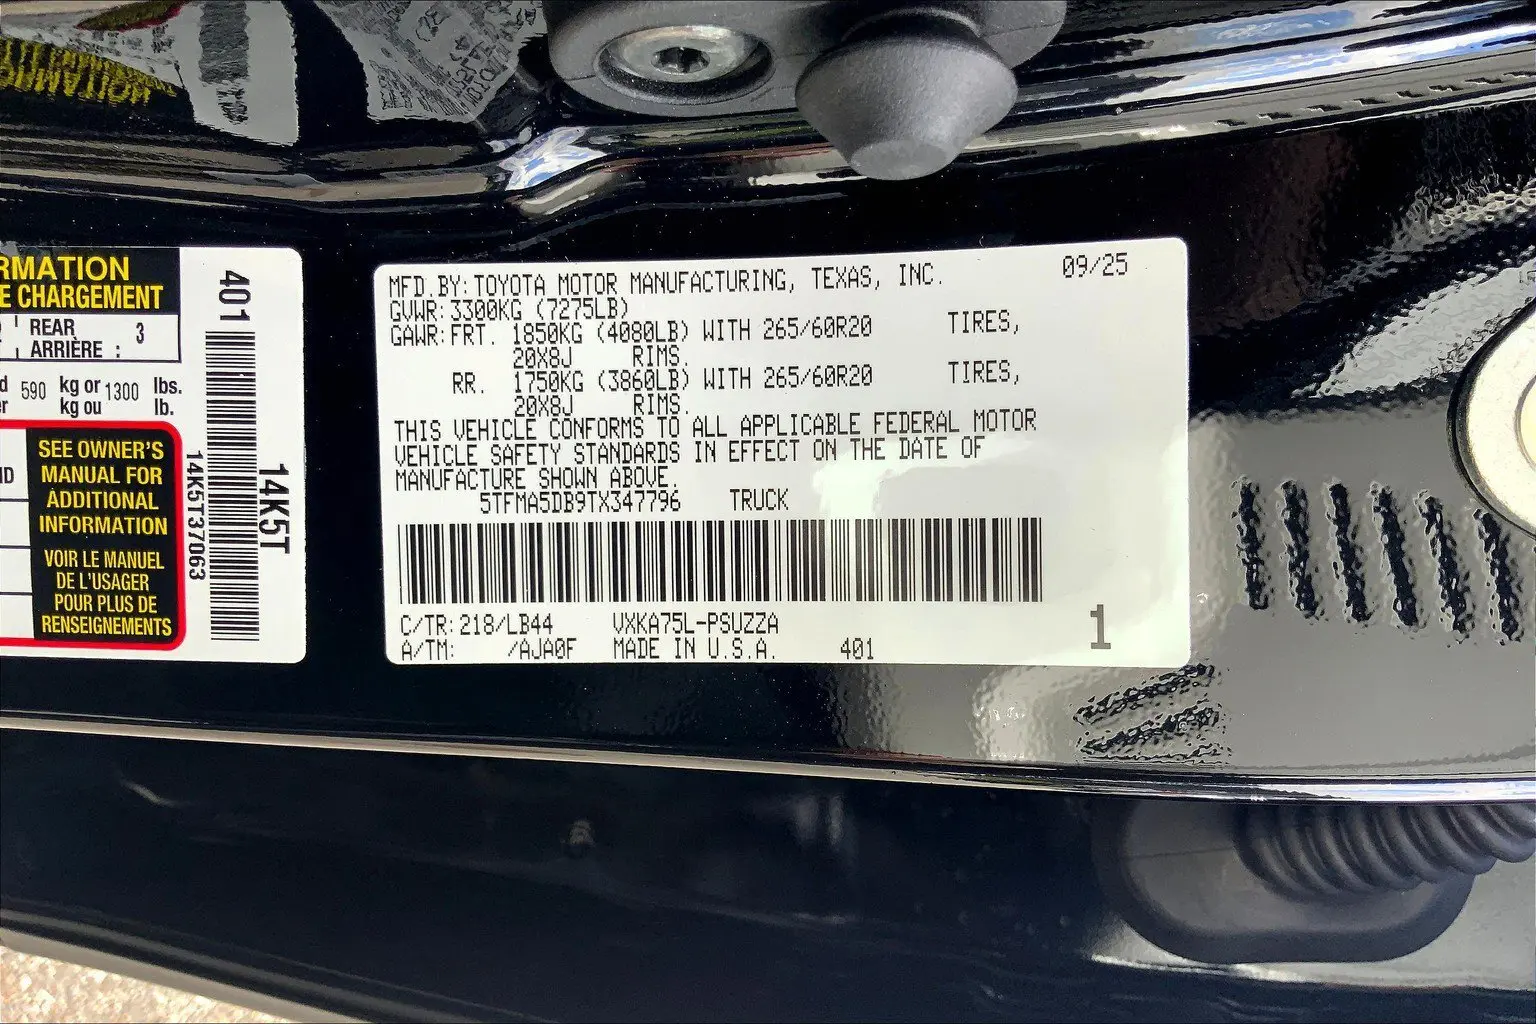 RMATION
E CHARGEMENT
REAR
ARRIÈRE : 3
590 kg or 1300 lbs.
kg ou lb.
SEE OWNER'S
MANUAL FOR
ADDITIONAL
INFORMATION
VOIR LE MANUEL
DE L'USAGER
POUR PLUS DE
RENSEIGNEMENTS
401
14K5T37063
14K5T
MFD.BY:TOYOTA MOTOR MANUFACTURING, TEXAS, INC. 09/25
GVWR:3300KG (7275LB)
GAWR:FRT. 1850KG (4080LB) WITH 265/60R20 TIRES,
20X8J RIMS.
RR. 1750KG (3860LB) WITH 265/60R20 TIRES,
20X8J RIMS.
THIS VEHICLE CONFORMS TO ALL APPLICABLE FEDERAL MOTOR
VEHICLE SAFETY STANDARDS IN EFFECT ON THE DATE OF
MANUFACTURE SHOWN ABOVE.
5TFMA5DB9TX347796 TRUCK
C/TR:218/LB44 VXKA75L-PSUZZA
A/TM: /AJA0F MADE IN U.S.A. 401
1